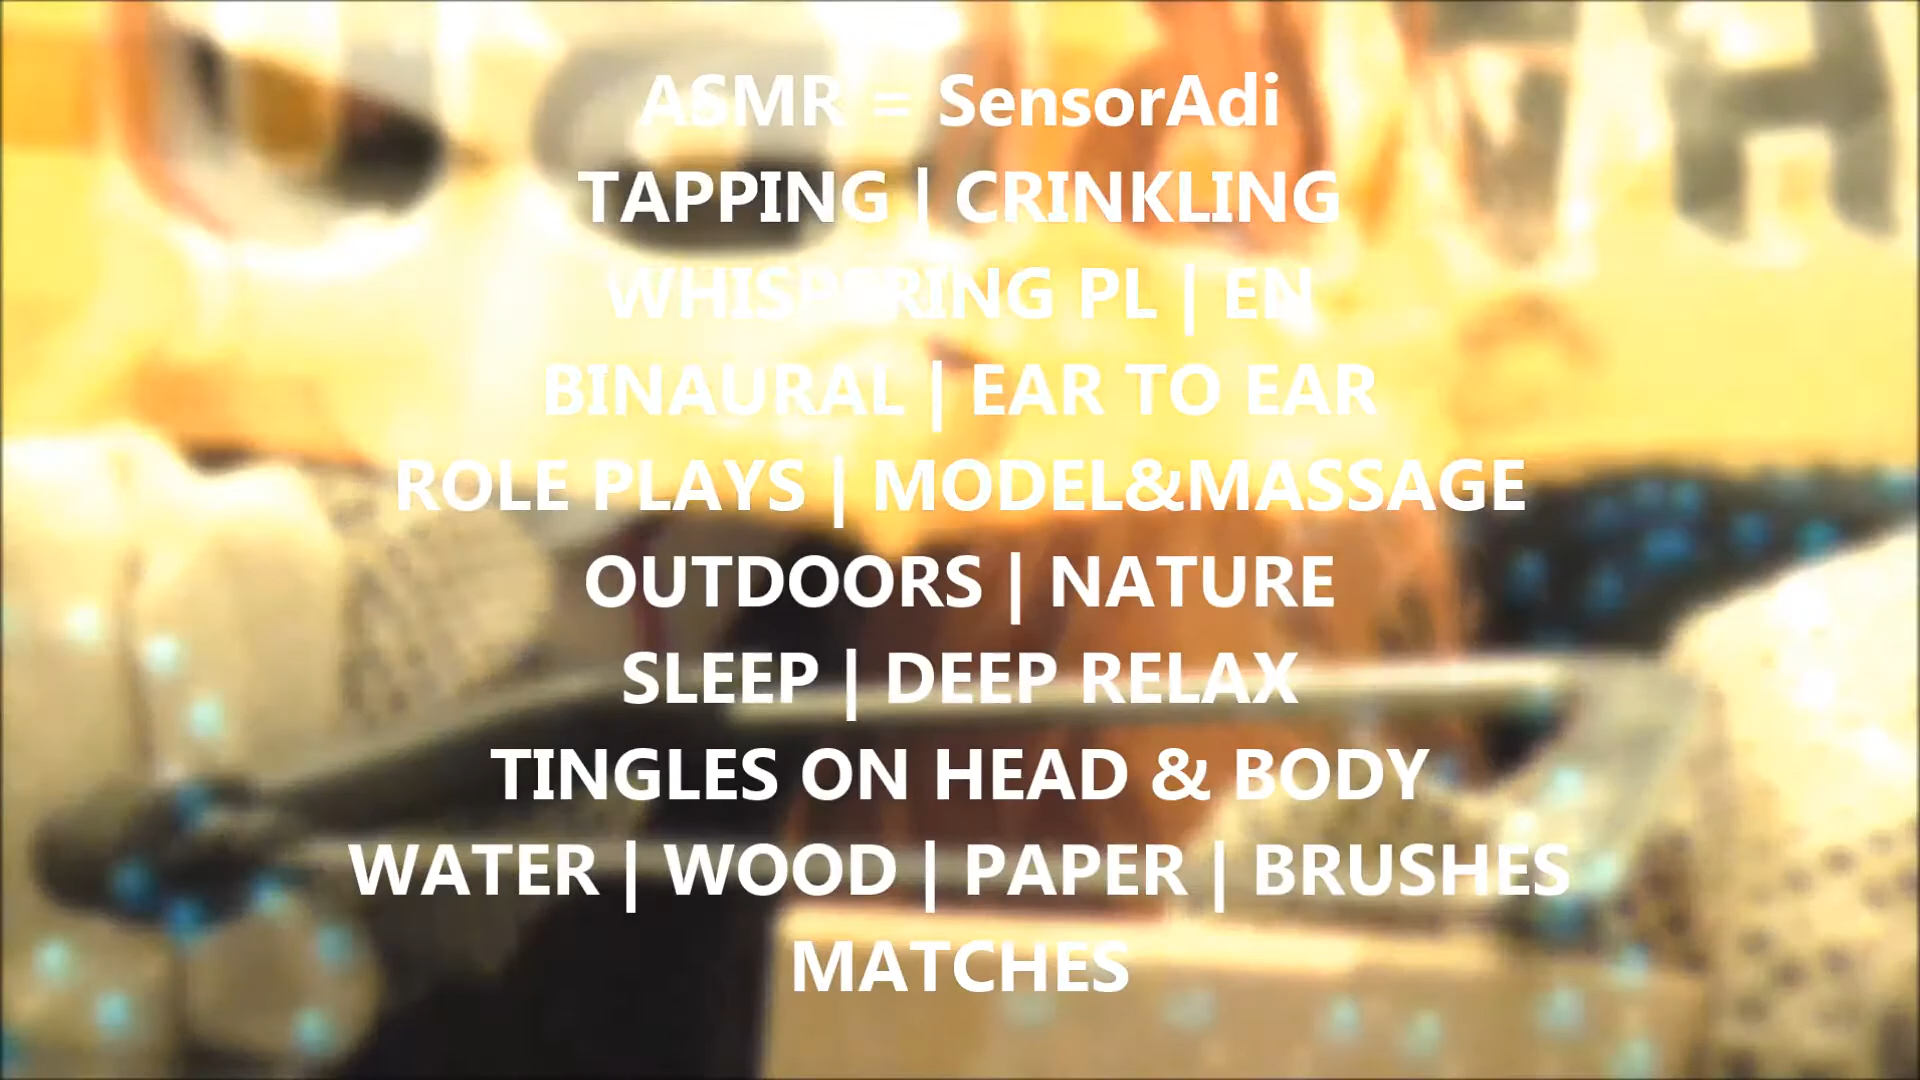 ASMR = SensorAdi
TAPPING | CRINKLING
WHISPERING PL | EN
BINAURAL | EAR TO EAR
ROLE PLAYS | MODEL&MASSAGE
OUTDOORS | NATURE
SLEEP | DEEP RELAX
TINGLES ON HEAD & BODY
WATER | WOOD | PAPER | BRUSHES
MATCHES